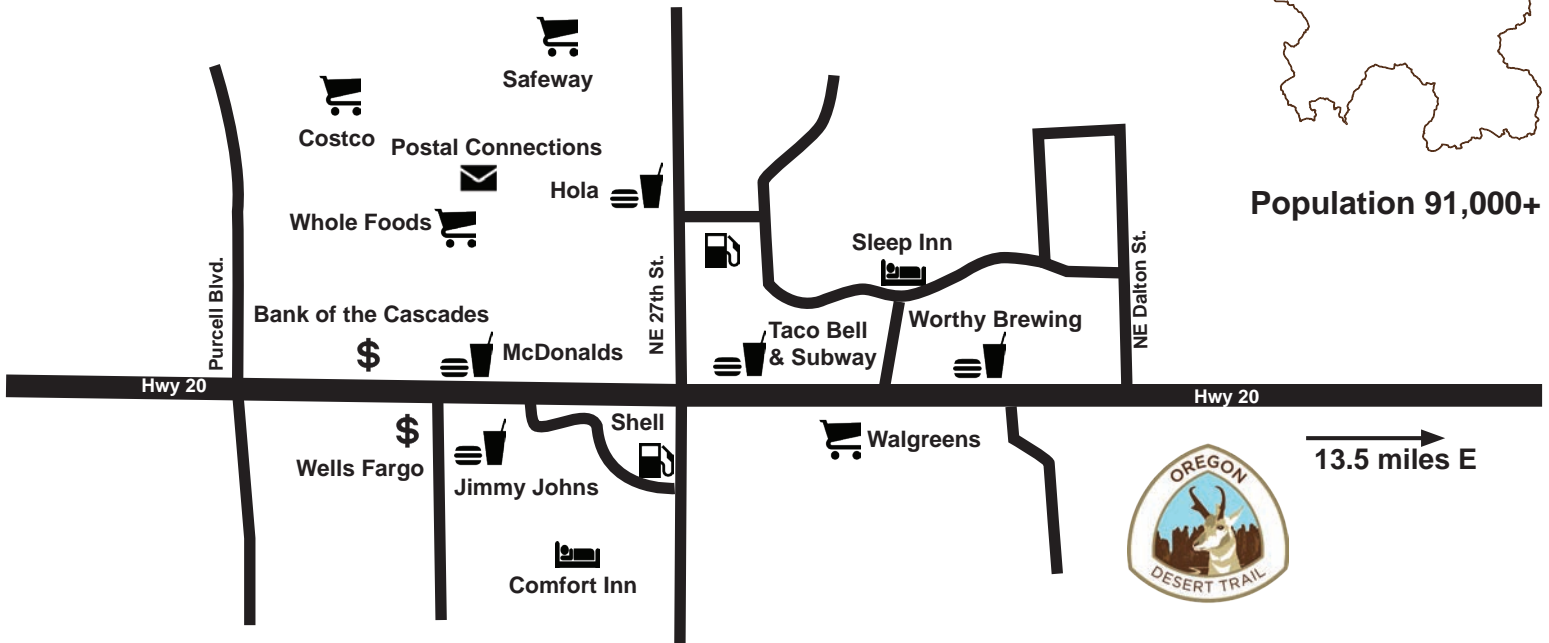 Safeway
Costco
Postal Connections
Hola
Whole Foods
Population 91,000+
Sleep Inn
Purcell Blvd.
NE 27th St.
NE Dalton St.
Bank of the Cascades
$
McDonalds
Taco Bell
& Subway
Worthy Brewing
Hwy 20
Hwy 20
Shell
$
Wells Fargo
Jimmy Johns
Walgreens
13.5 miles E
OREGON
DESERT TRAIL
Comfort Inn